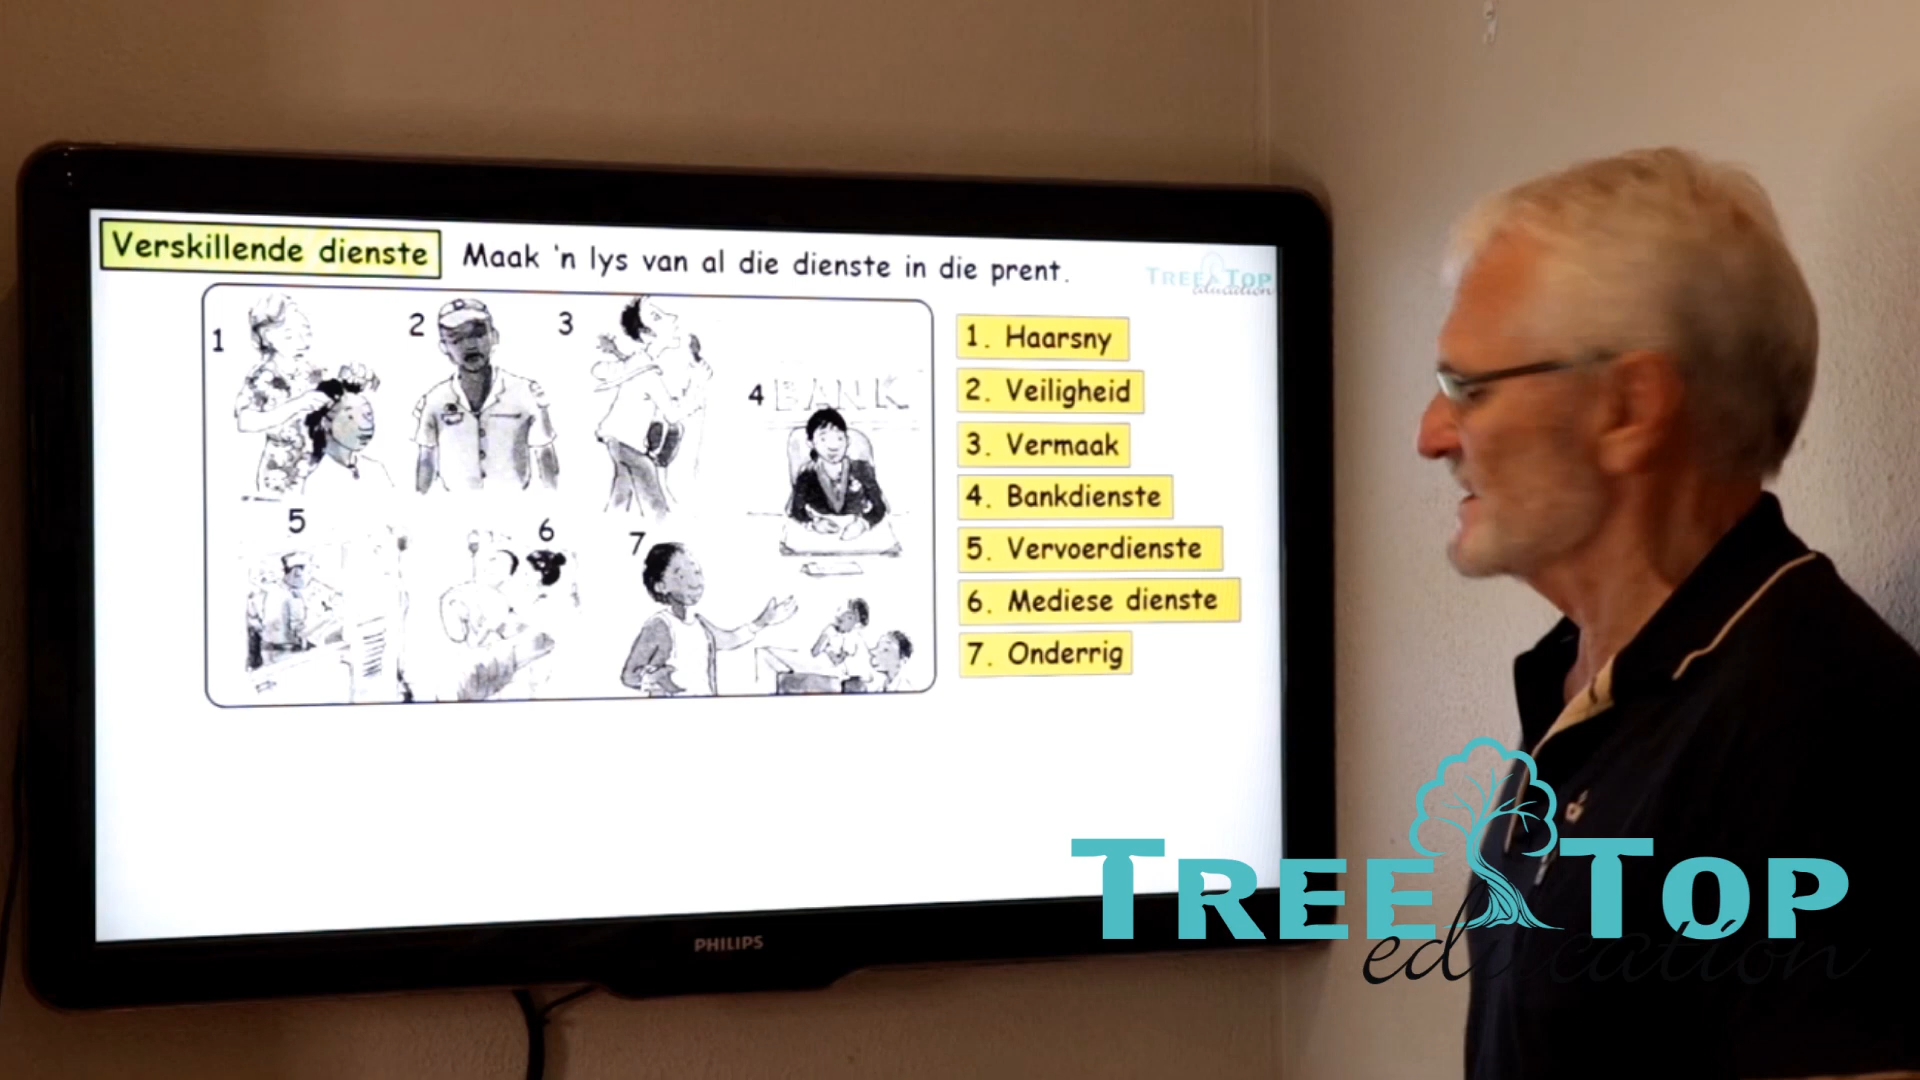 Verskillende dienste Maak 'n lys van al die dienste in die prent.
TREE TOP
education
1
2
3
4
BANK
5
6
7
1. Haarsny
2. Veiligheid
3. Vermaak
4. Bankdienste
5. Vervoerdienste
6. Mediese dienste
7. Onderrig
PHILIPS
TREE TOP
education